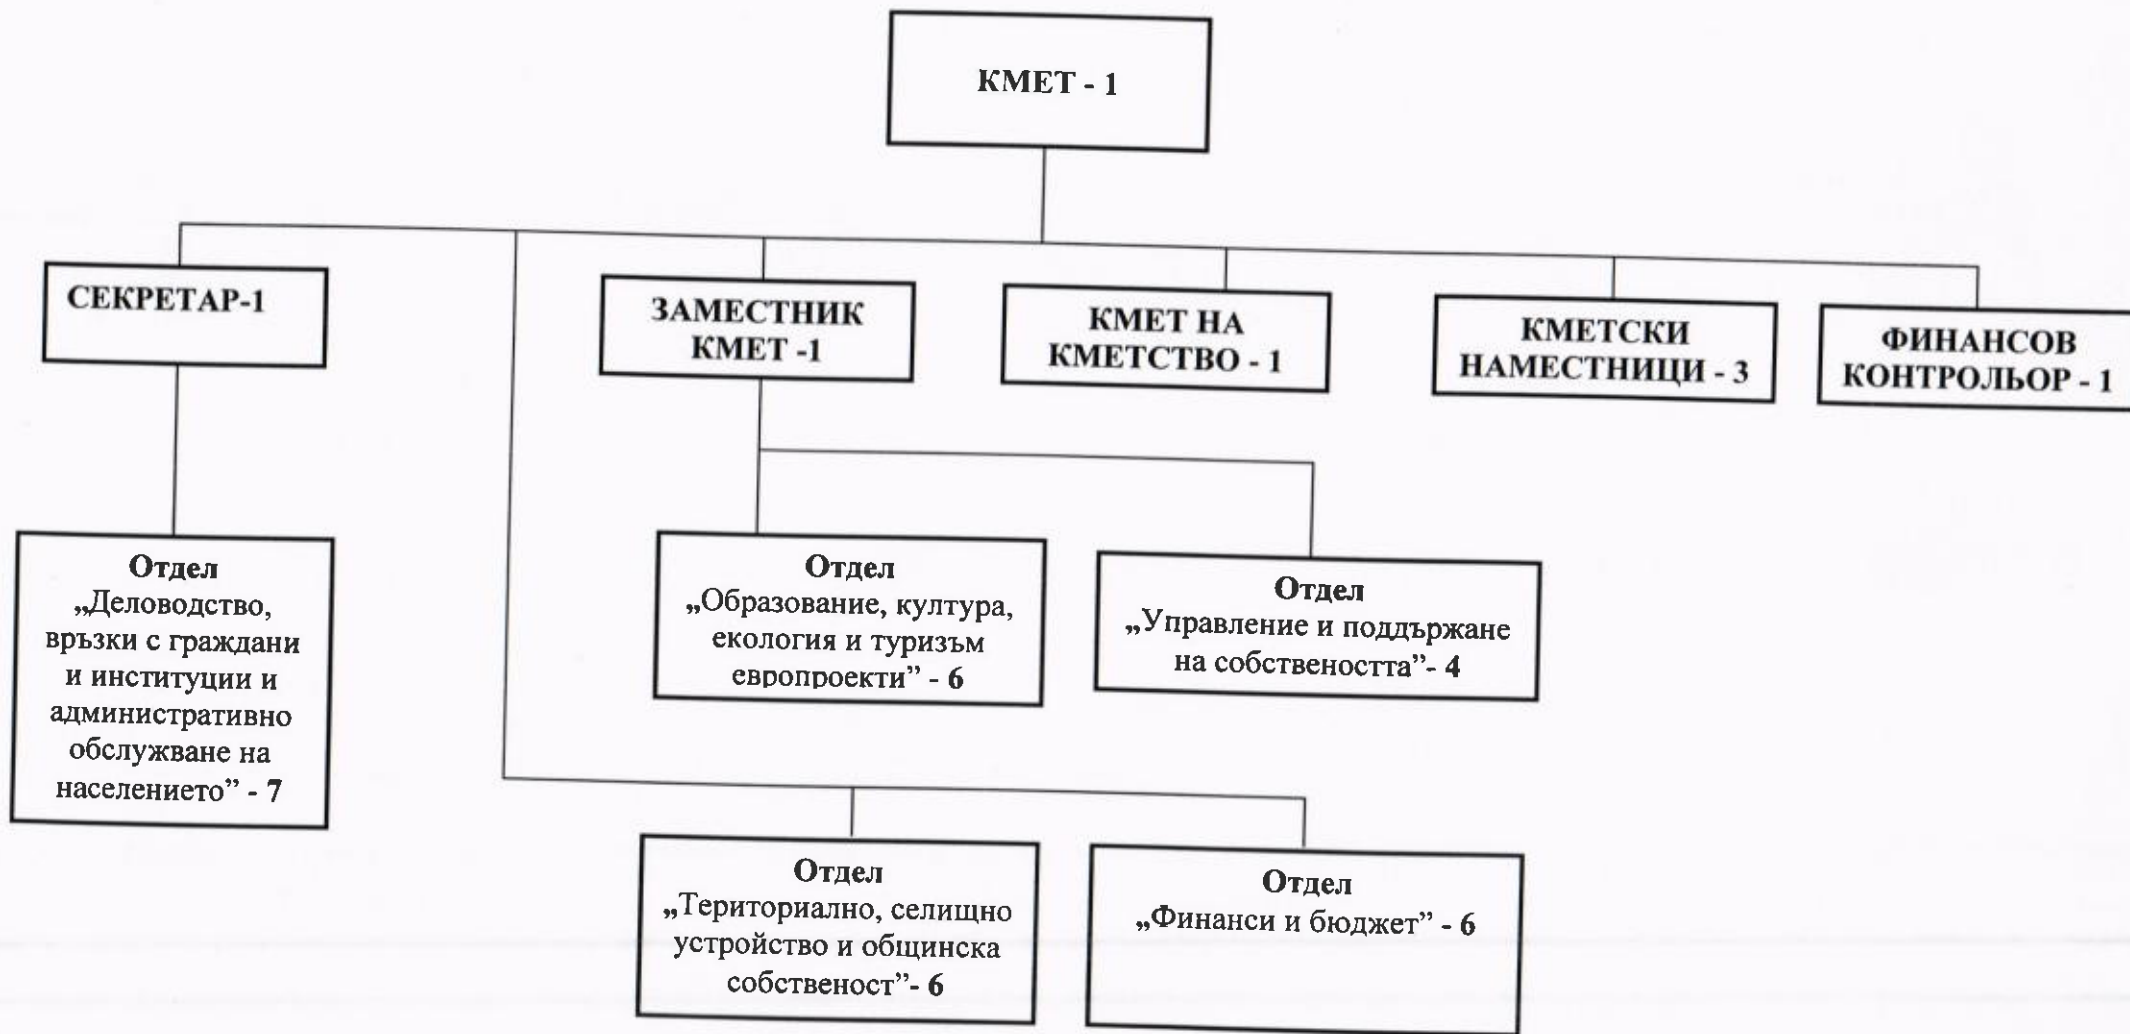 КМЕТ - 1
СЕКРЕТАР-1
ЗАМЕСТНИК
КМЕТ -1
КМЕТ НА
КМЕТСТВО - 1
КМЕТСКИ
НАМЕСТНИЦИ - 3
ФИНАНСОВ
КОНТРОЛЬОР - 1
Отдел
„Деловодство,
връзки с граждани
и институции и
административно
обслужване на
населението” - 7
Отдел
„Образование, култура,
екология и туризъм
европроекти” - 6
Отдел
„Управление и поддържане
на собствеността”- 4
Отдел
„Териториално, селищно
устройство и общинска
собственост”- 6
Отдел
„Финанси и бюджет” - 6